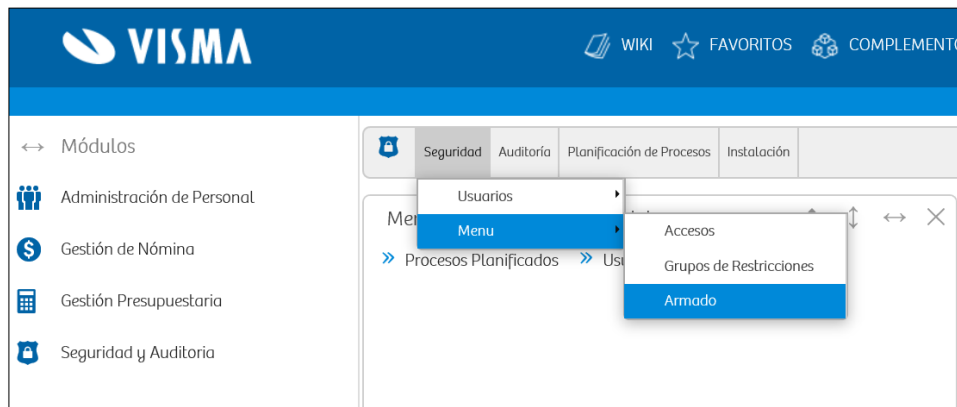 VISMA
WIKI FAVORITOS COMPLEMENTO
Módulos
Administración de Personal
Gestión de Nómina
Gestión Presupuestaria
Seguridad y Auditoria
Seguridad Auditoría Planificación de Procesos Instalación
Usuarios
Menu
Accesos
Grupos de Restricciones
Armado
Procesos Planificados